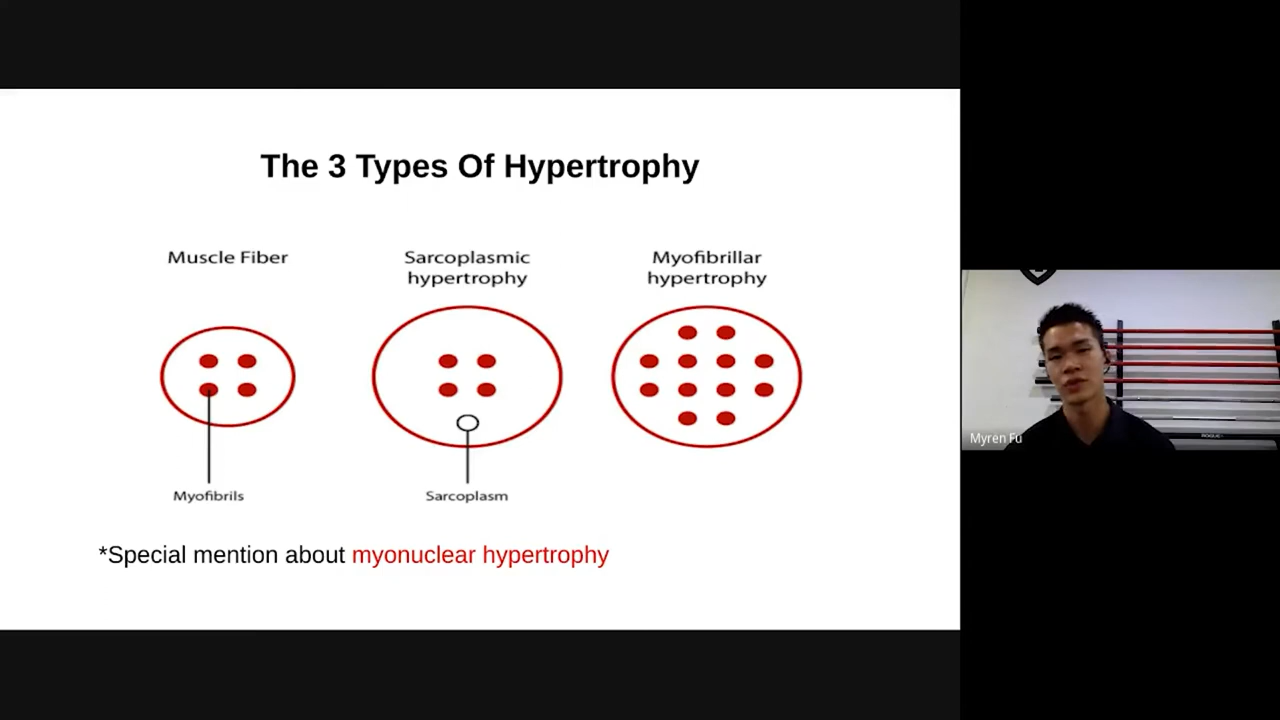 The 3 Types Of Hypertrophy
Muscle Fiber
Sarcoplasmic
hypertrophy
Myofibrillar
hypertrophy
Myofibrils
Sarcoplasm
*Special mention about myonuclear hypertrophy
Myren Fu
ROGUE